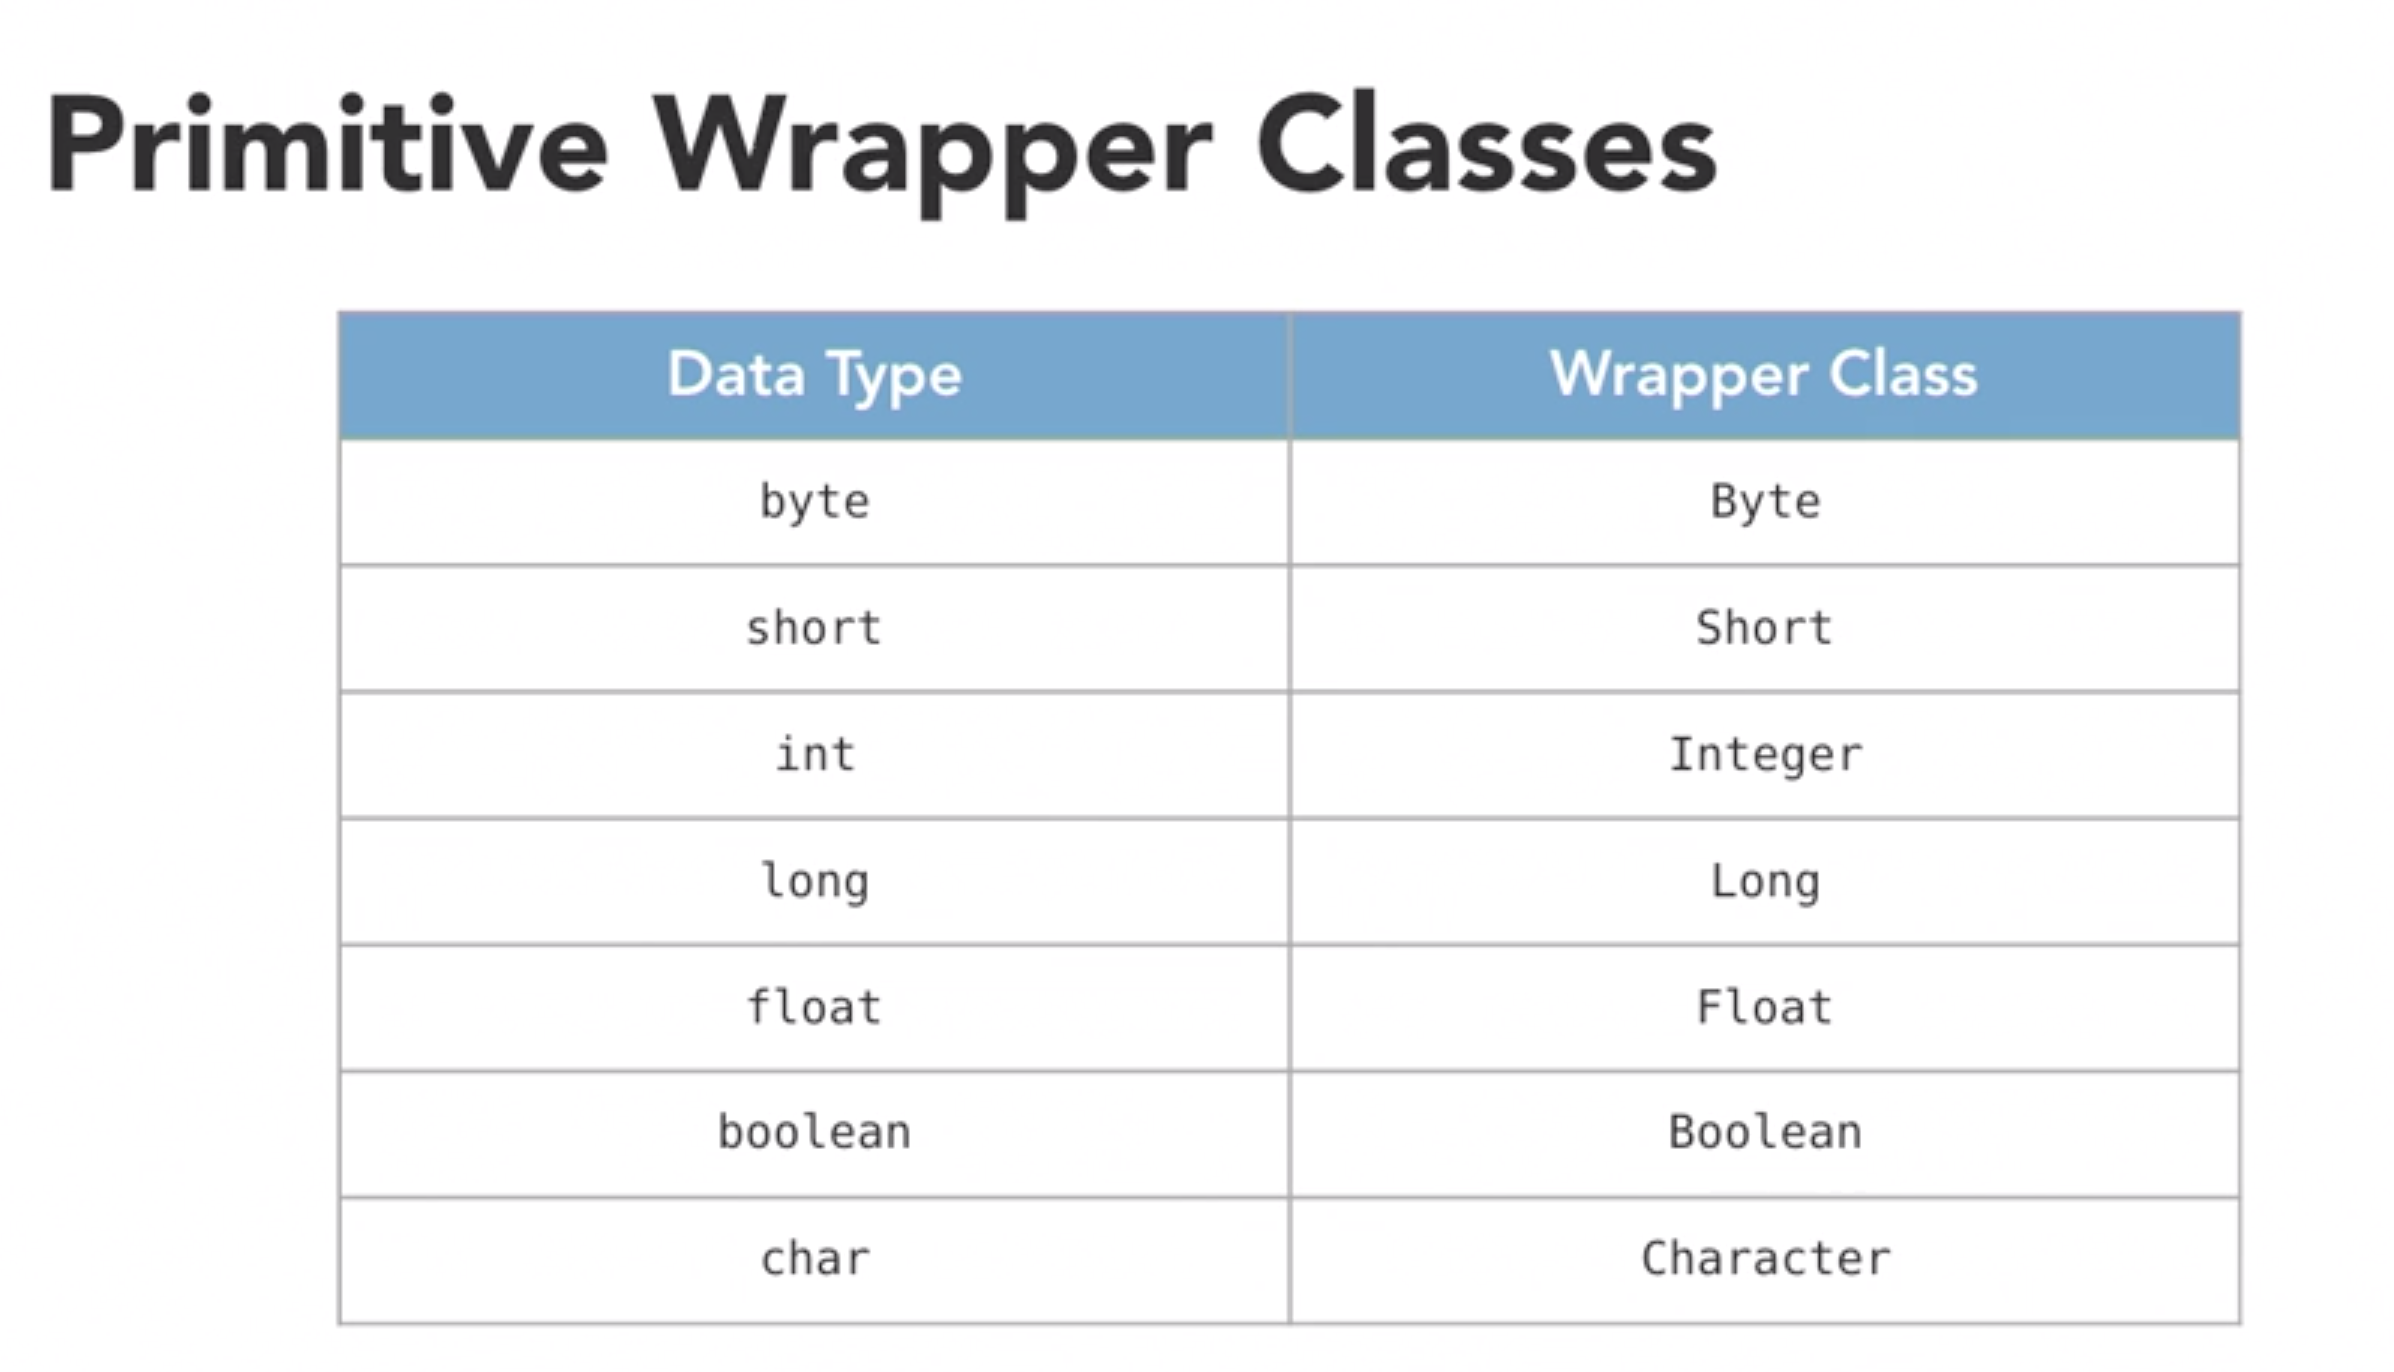 Primitive Wrapper Classes
Data Type Wrapper Class
byte Byte
short Short
int Integer
long Long
float Float
boolean Boolean
char Character